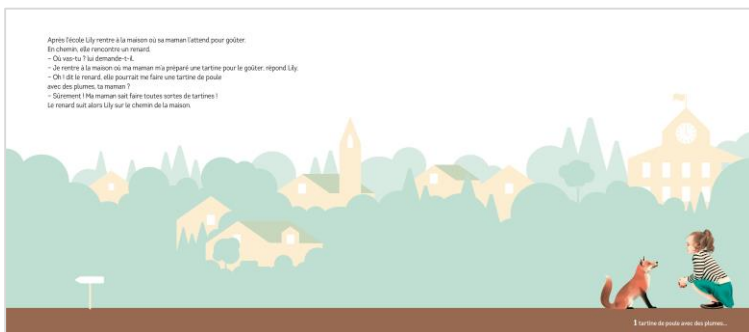 Après l'école Lily rentre à la maison où sa maman l'attend pour goûter.
En chemin, elle rencontre un renard.
– Où vas-tu ? lui demande-t-il.
– Je rentre à la maison où ma maman m'a préparé une tartine pour le goûter, répond Lily.
– Oh ! dit le renard, elle pourrait me faire une tartine de poule
avec des plumes, ta maman ?
– Sûrement ! Ma maman sait faire toutes sortes de tartines !
Le renard suit alors Lily sur le chemin de la maison.
1 tartine de poule avec des plumes...